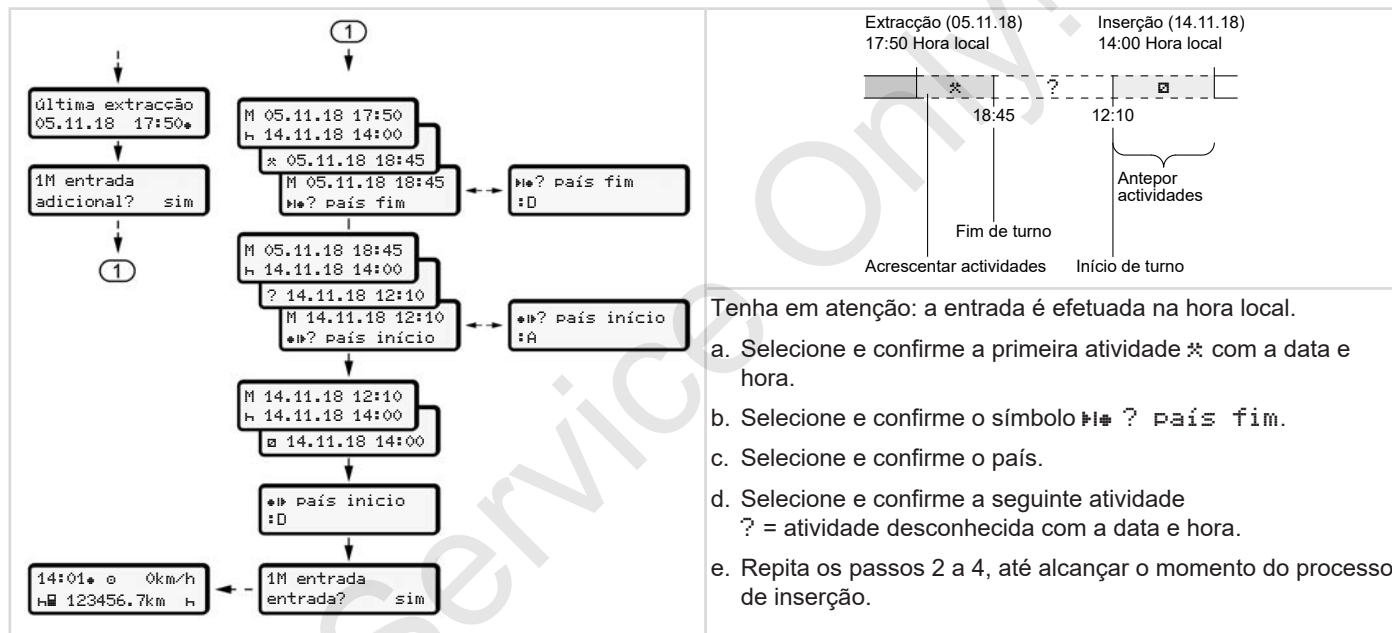 1
última extracção
05.11.18 17:50
1M entrada
adicional? sim
1
M 05.11.18 17:50
14.11.18 14:00
05.11.18 18:45
M 05.11.18 18:45
? país fim
? país fim
:D
M 05.11.18 18:45
14.11.18 14:00
? 14.11.18 12:10
M 14.11.18 12:10
? país início
? país início
:A
M 14.11.18 12:10
14.11.18 14:00
14.11.18 14:00
país inicio
:D
1M entrada
entrada? sim
14:01 0km/h
123456.7km
Extracção (05.11.18)
17:50 Hora local
Inserção (14.11.18)
14:00 Hora local
?
18:45
12:10
Antepor
actividades
Fim de turno
Acrescentar actividades
Início de turno
Tenha em atenção: a entrada é efetuada na hora local.
a. Selecione e confirme a primeira atividade com a data e
hora.
b. Selecione e confirme o símbolo ? país fim.
c. Selecione e confirme o país.
d. Selecione e confirme a seguinte atividade
? = atividade desconhecida com a data e hora.
e. Repita os passos 2 a 4, até alcançar o momento do processo
de inserção.
Service Only!